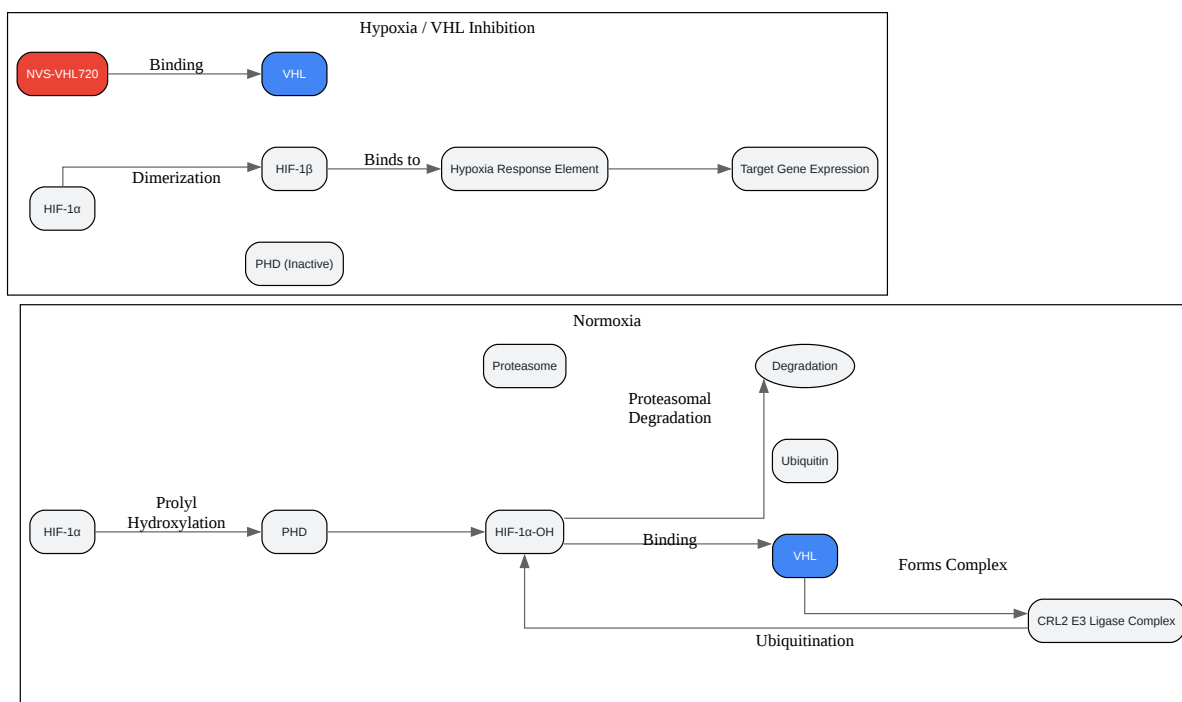 Hypoxia / VHL Inhibition
NVS-VHL720
Binding
VHL
HIF-1α
Dimerization
HIF-1β
Binds to
Hypoxia Response Element
Target Gene Expression
PHD (Inactive)
Normoxia
Proteasome
Degradation
Proteasomal
Degradation
Ubiquitin
HIF-1α
Prolyl
Hydroxylation
PHD
HIF-1α-OH
Binding
VHL
Forms Complex
CRL2 E3 Ligase Complex
Ubiquitination